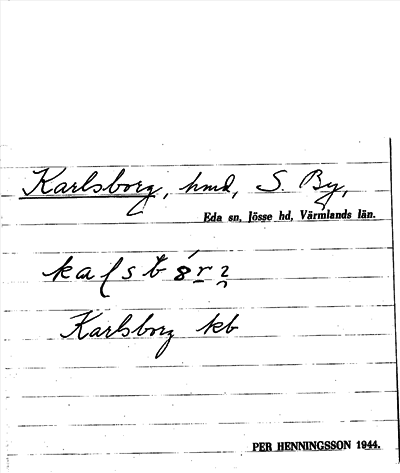 Karlsborg, hmd, S. By,
Eda sn, Jösse hd, Värmlands län.
Karlsborg kb
PER HENNINGSSON 1944.